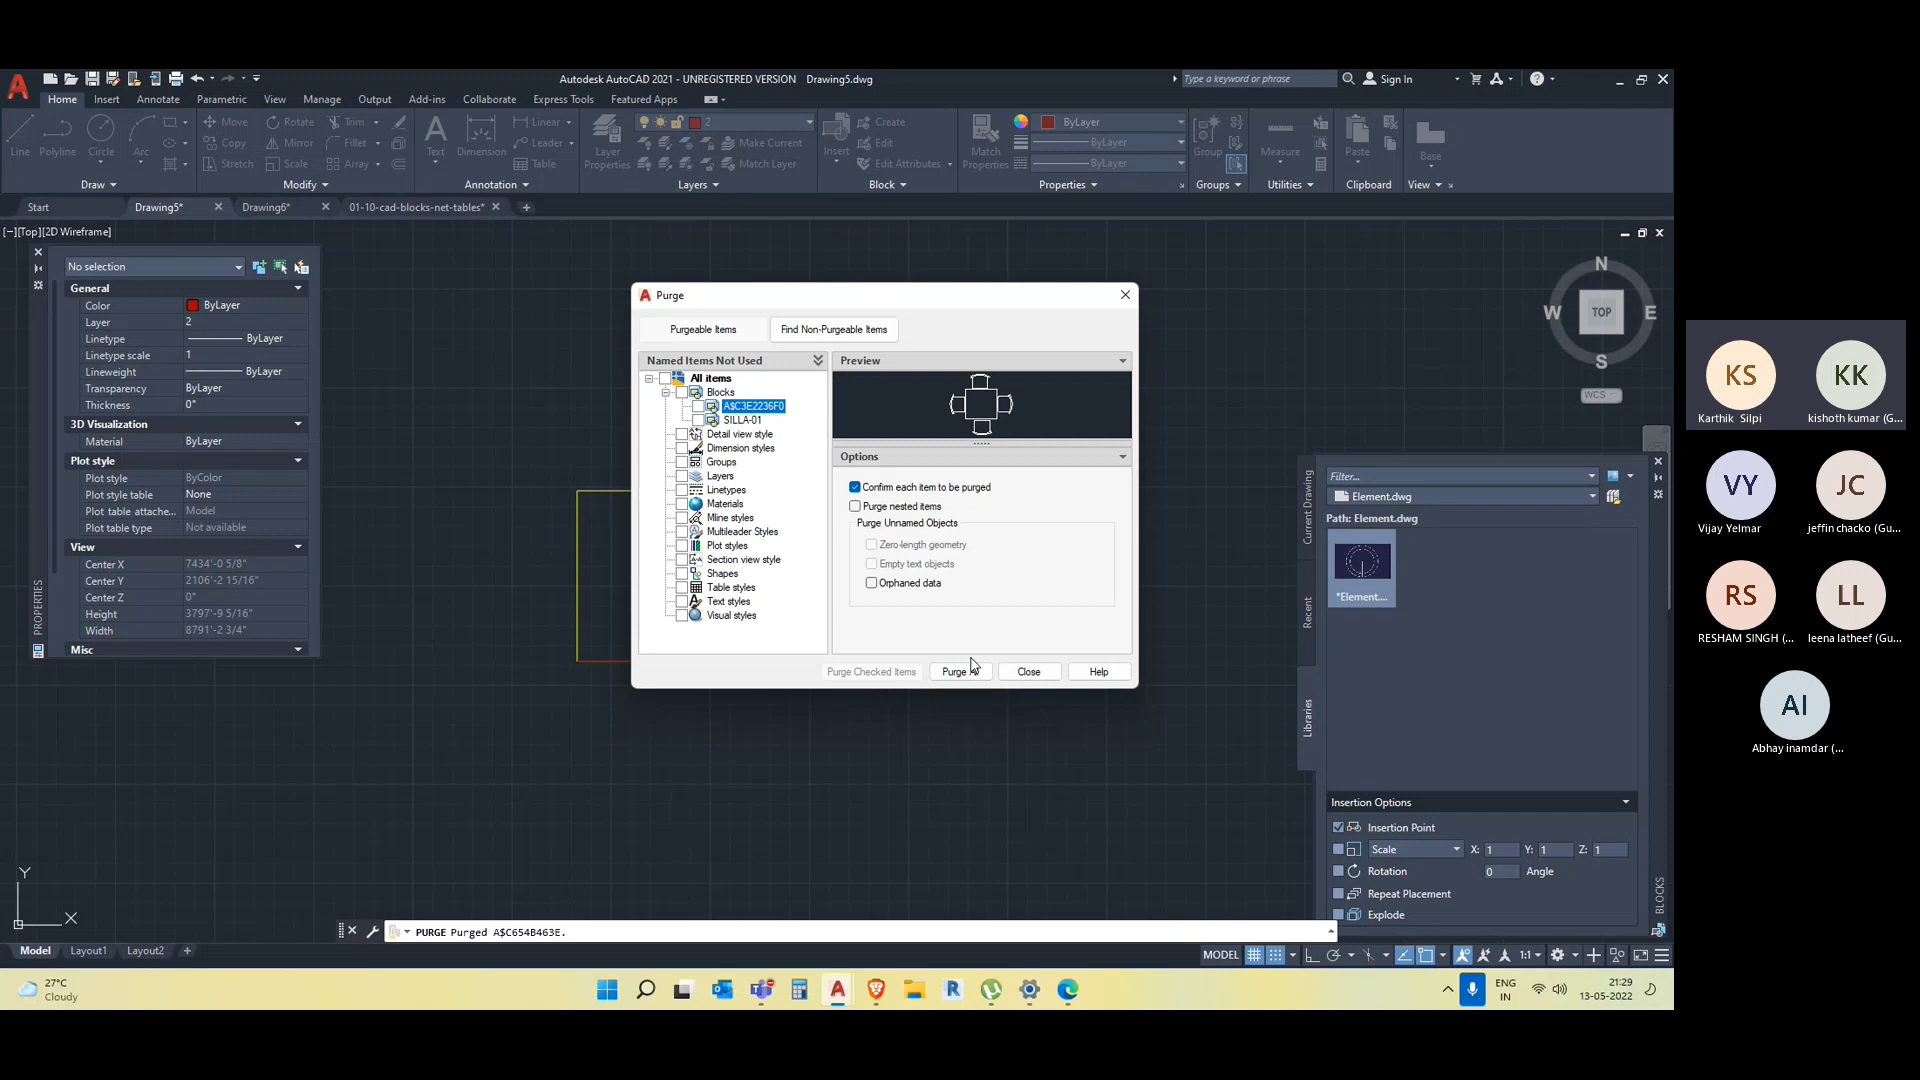 Autodesk AutoCAD 2021 - UNREGISTERED VERSION Drawing5.dwg
Type a keyword or phrase
Sign In
Home Insert Annotate Parametric View Manage Output Add-ins Collaborate Express Tools Featured Apps
Line Polyline Circle Arc
Move Rotate Trim
Copy Mirror Fillet
Stretch Scale Array
Text Dimension
Linear
Leader
Table
Layer Properties
2
Make Current
Match Layer
Insert
Create
Edit
Edit Attributes
Match Properties
ByLayer
ByLayer
ByLayer
Group Measure Paste Base
Draw Modify Annotation Layers Block Properties Groups Utilities Clipboard View
Start Drawing5* Drawing6* 01-10-cad-blocks-net-tables*
[−][Top][2D Wireframe]
No selection
General
Color ByLayer
Layer 2
Linetype ByLayer
Linetype scale 1
Lineweight ByLayer
Transparency ByLayer
Thickness 0"
3D Visualization
Material ByLayer
Plot style
Plot style ByColor
Plot style table None
Plot table attache... Model
Plot table type Not available
View
Center X 7434'-0 5/8"
Center Y 2106'-2 15/16"
Center Z 0"
Height 3797'-9 5/16"
Width 8791'-2 3/4"
Misc
PROPERTIES
Purge
Purgeable Items Find Non-Purgeable Items
Named Items Not Used
All items
Blocks
A$C3E2236F0
SILLA-01
Detail view style
Dimension styles
Groups
Layers
Linetypes
Materials
Mline styles
Multileader Styles
Plot styles
Section view style
Shapes
Table styles
Text styles
Visual styles
Preview
Options
Confirm each item to be purged
Purge nested items
Purge Unnamed Objects
Zero-length geometry
Empty text objects
Orphaned data
Purge Checked Items Purge Close Help
N
W TOP E
S
WCS
Current Drawing
Recent
Libraries
Filter...
Element.dwg
Path: Element.dwg
*Element....
Insertion Options
Insertion Point
Scale X: 1 Y: 1 Z: 1
Rotation 0 Angle
Repeat Placement
Explode
BLOCKS
Y
X
PURGE Purged A$C654B463E.
Model Layout1 Layout2
MODEL 1:1
27°C
Cloudy
ENG
IN
21:29
13-05-2022
KS
Karthik Silpi
KK
kishoth kumar (G...
VY
Vijay Yelmar
JC
jeffin chacko (Gu...
RS
RESHAM SINGH (...
LL
leena latheef (Gu...
AI
Abhay inamdar (...